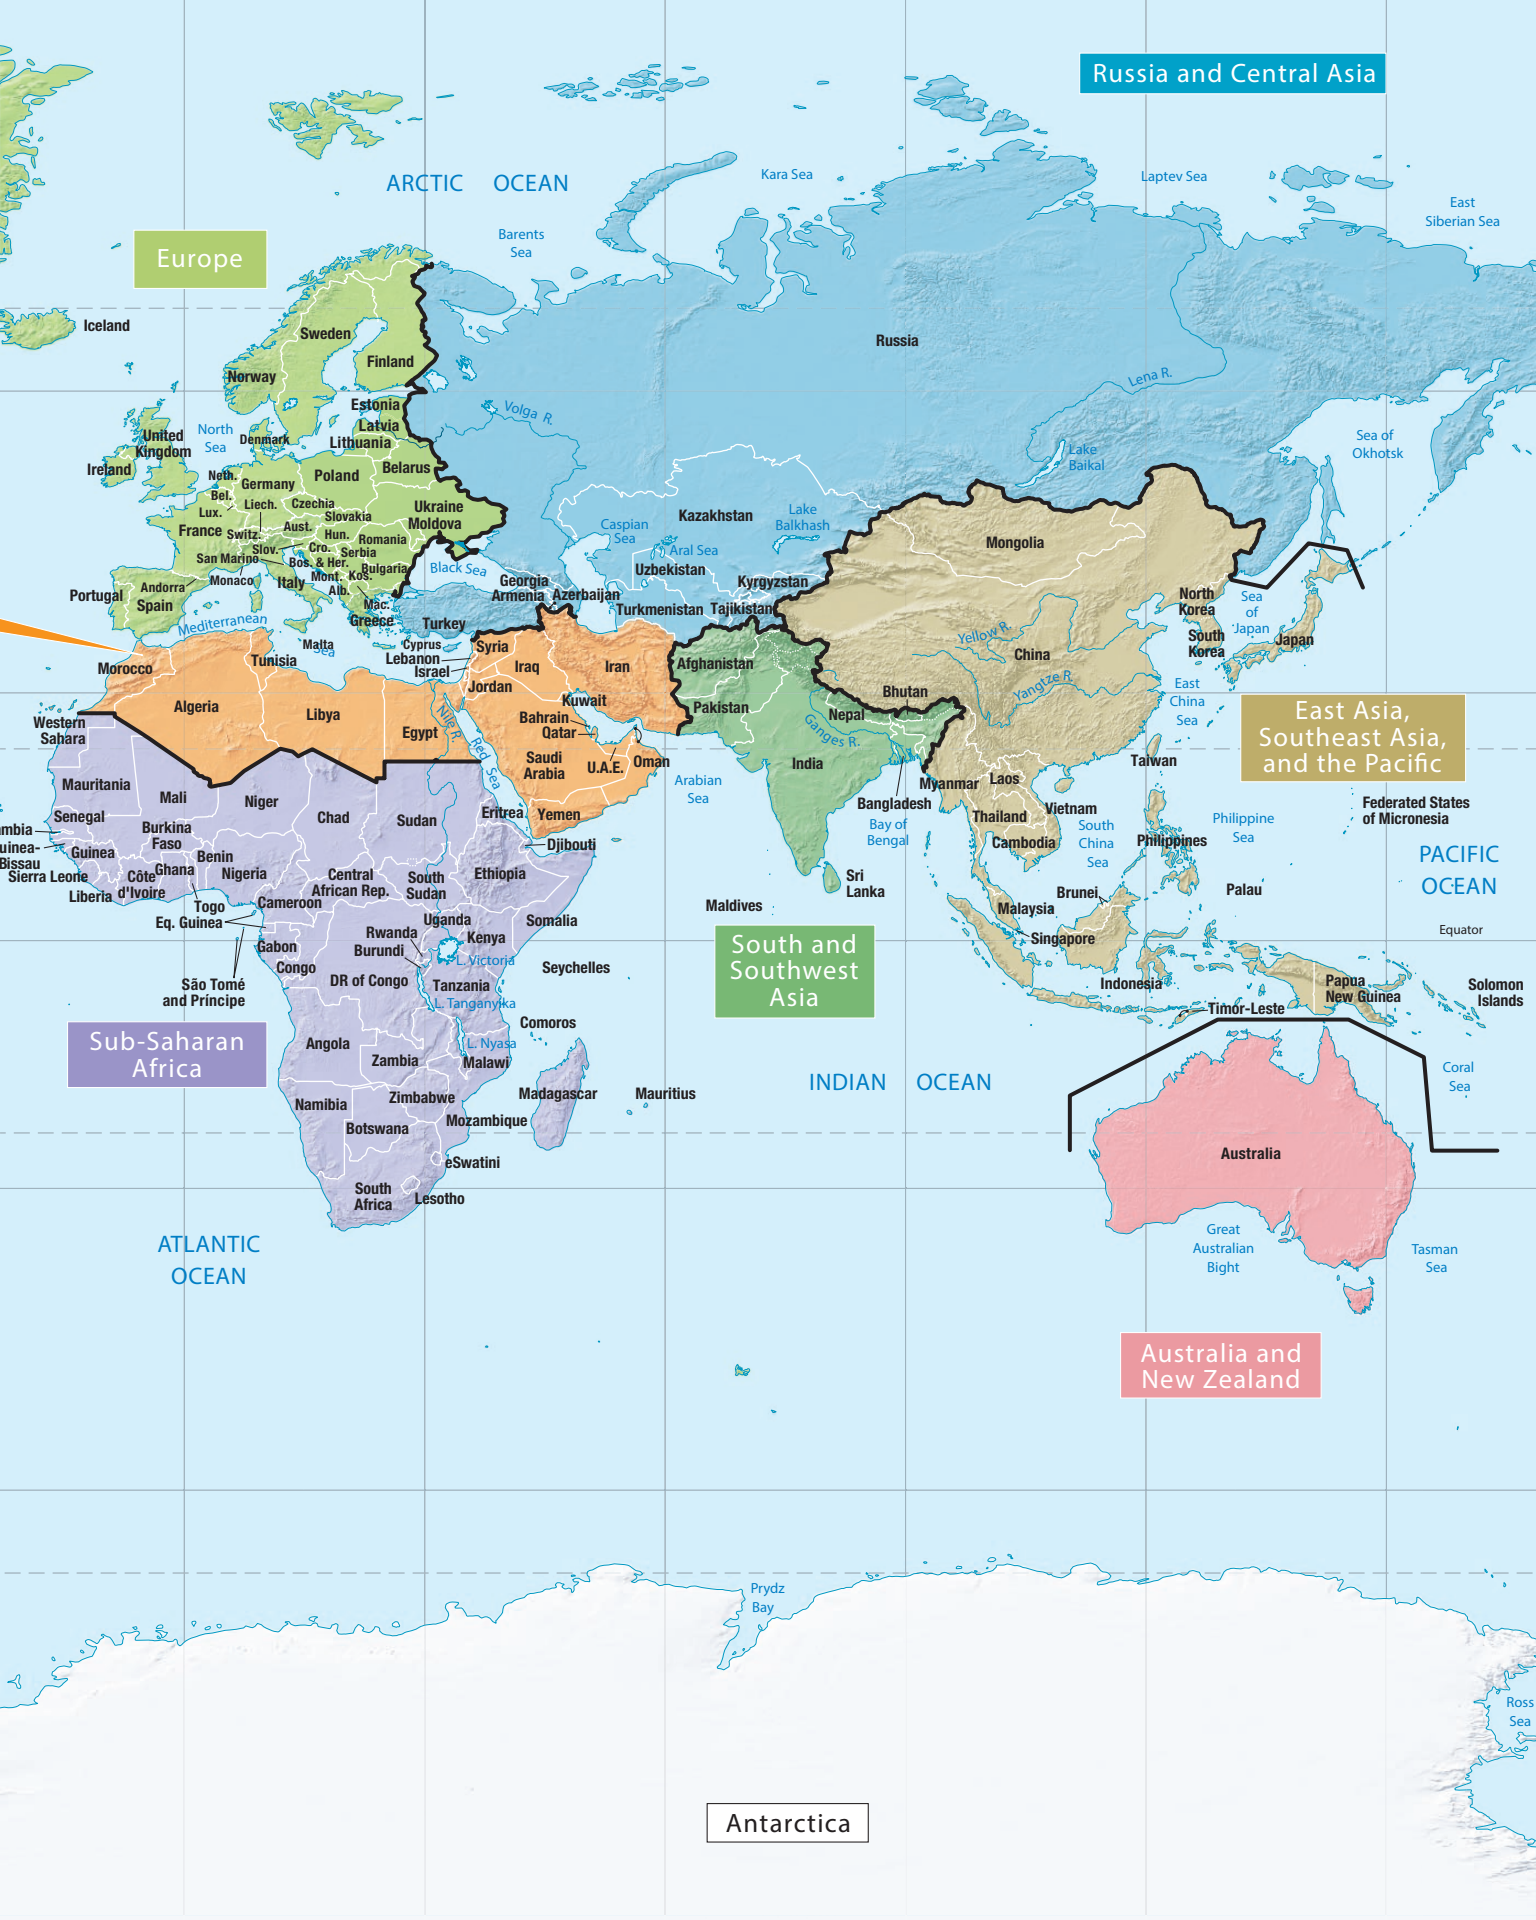 Russia and Central Asia
ARCTIC OCEAN
Kara Sea
Laptev Sea
East
Siberian Sea
Barents
Sea
Europe
Iceland
Sweden
Finland
Norway
Russia
Lena R.
Estonia
Latvia
Lithuania
Volga R.
United
Kingdom
North
Sea
Denmark
Ireland
Neth.
Germany
Poland
Belarus
Bel.
Lux.
Liech.
Czechia
Slovakia
Ukraine
Moldova
France
Switz.
Aust.
Hun.
Romania
Slov.
Cro.
Serbia
San Marino
Bos. & Her.
Bulgaria
Andorra
Monaco
Italy
Mont.
Kos.
Alb.
Mac.
Portugal
Spain
Greece
Black Sea
Georgia
Armenia
Azerbaijan
Turkey
Mediterranean
Sea
Malta
Cyprus
Lebanon
Israel
Syria
Iraq
Iran
Jordan
Kuwait
Bahrain
Qatar
Saudi
Arabia
U.A.E.
Oman
Yemen
Caspian
Sea
Aral Sea
Kazakhstan
Lake
Balkhash
Uzbekistan
Kyrgyzstan
Turkmenistan
Tajikistan
Lake
Baikal
Sea of
Okhotsk
Mongolia
North
Korea
South
Korea
Sea
of
Japan
Japan
China
Yellow R.
Yangtze R.
East
China
Sea
Taiwan
East Asia,
Southeast Asia,
and the Pacific
Afghanistan
Pakistan
Bhutan
Nepal
Ganges R.
India
Bangladesh
Bay of
Bengal
Arabian
Sea
Sri
Lanka
Maldives
South and
Southwest
Asia
Myanmar
Laos
Thailand
Vietnam
Cambodia
South
China
Sea
Philippines
Philippine
Sea
Federated States
of Micronesia
PACIFIC
OCEAN
Palau
Equator
Brunei
Malaysia
Singapore
Indonesia
Papua
New Guinea
Solomon
Islands
Timor-Leste
Morocco
Tunisia
Algeria
Libya
Egypt
Nile R.
Red Sea
Western
Sahara
Mauritania
Mali
Niger
Chad
Sudan
Eritrea
Djibouti
Senegal
mbia
uinea-
Bissau
Guinea
Sierra Leone
Liberia
Burkina
Faso
Côte
d'Ivoire
Ghana
Benin
Togo
Nigeria
Cameroon
Eq. Guinea
Central
African Rep.
South
Sudan
Ethiopia
Somalia
Uganda
Kenya
Rwanda
Burundi
L. Victoria
Gabon
Congo
DR of Congo
Tanzania
L. Tanganyika
Seychelles
São Tomé
and Príncipe
Sub-Saharan
Africa
Angola
Zambia
L. Nyasa
Malawi
Comoros
Namibia
Zimbabwe
Botswana
Mozambique
Madagascar
Mauritius
eSwatini
South
Africa
Lesotho
ATLANTIC
OCEAN
INDIAN OCEAN
Coral
Sea
Australia
Great
Australian
Bight
Tasman
Sea
Australia and
New Zealand
Prydz
Bay
Ross
Sea
Antarctica